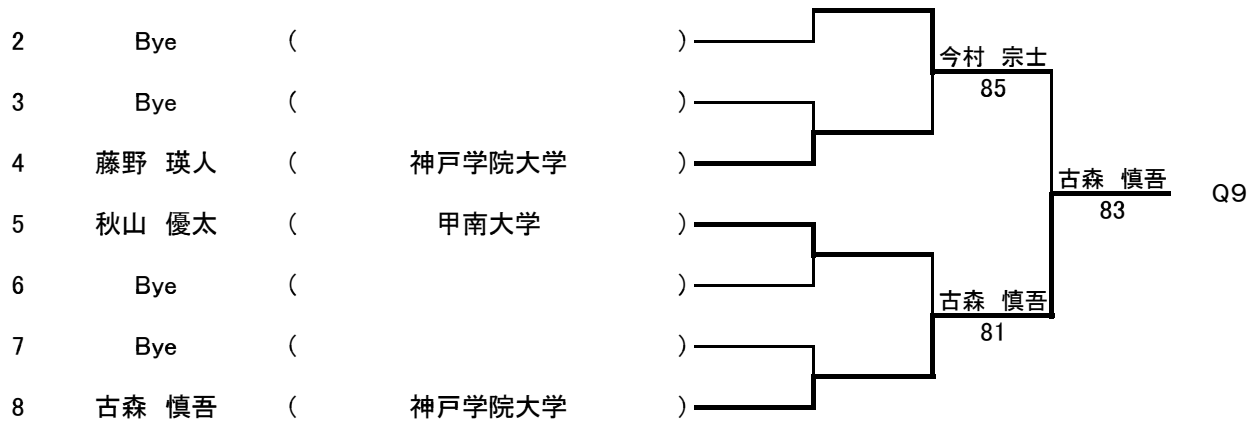 2 Bye ( )
今村 宗士
3 Bye ( )
85
4 藤野 瑛人 ( 神戸学院大学 )
古森 慎吾 Q9
83
5 秋山 優太 ( 甲南大学 )
6 Bye ( )
古森 慎吾
81
7 Bye ( )
8 古森 慎吾 ( 神戸学院大学 )